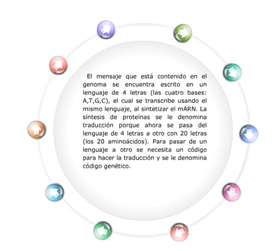 El mensaje que está contenido en el
genoma se encuentra escrito en un
lenguaje de 4 letras (las cuatro bases:
A,T,G,C), el cual se transcribe usando el
mismo lenguaje, al sintetizar el mARN. La
síntesis de proteínas se le denomina
traducción porque ahora se pasa del
lenguaje de 4 letras a otro con 20 letras
(los 20 aminoácidos). Para pasar de un
lenguaje a otro se necesita un código
para hacer la traducción y se le denomina
código genético.